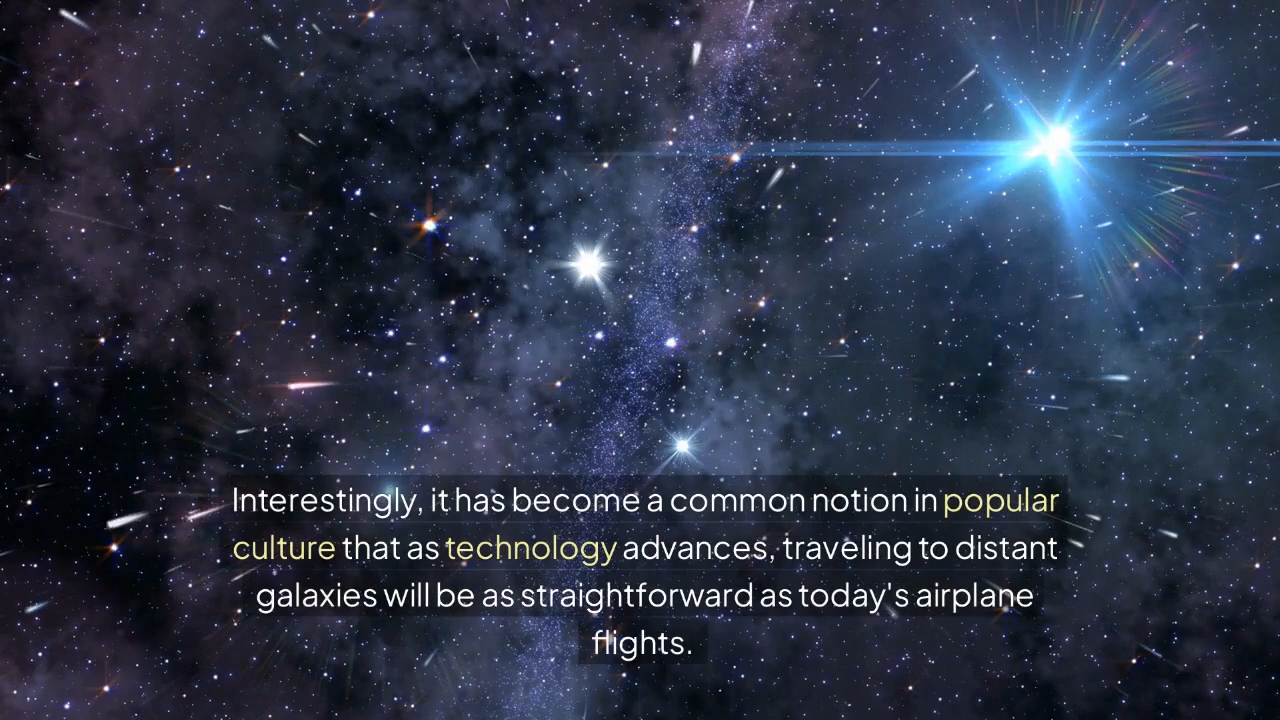 Interestingly, it has become a common notion in popular
culture that as technology advances, traveling to distant
galaxies will be as straightforward as today's airplane
flights.